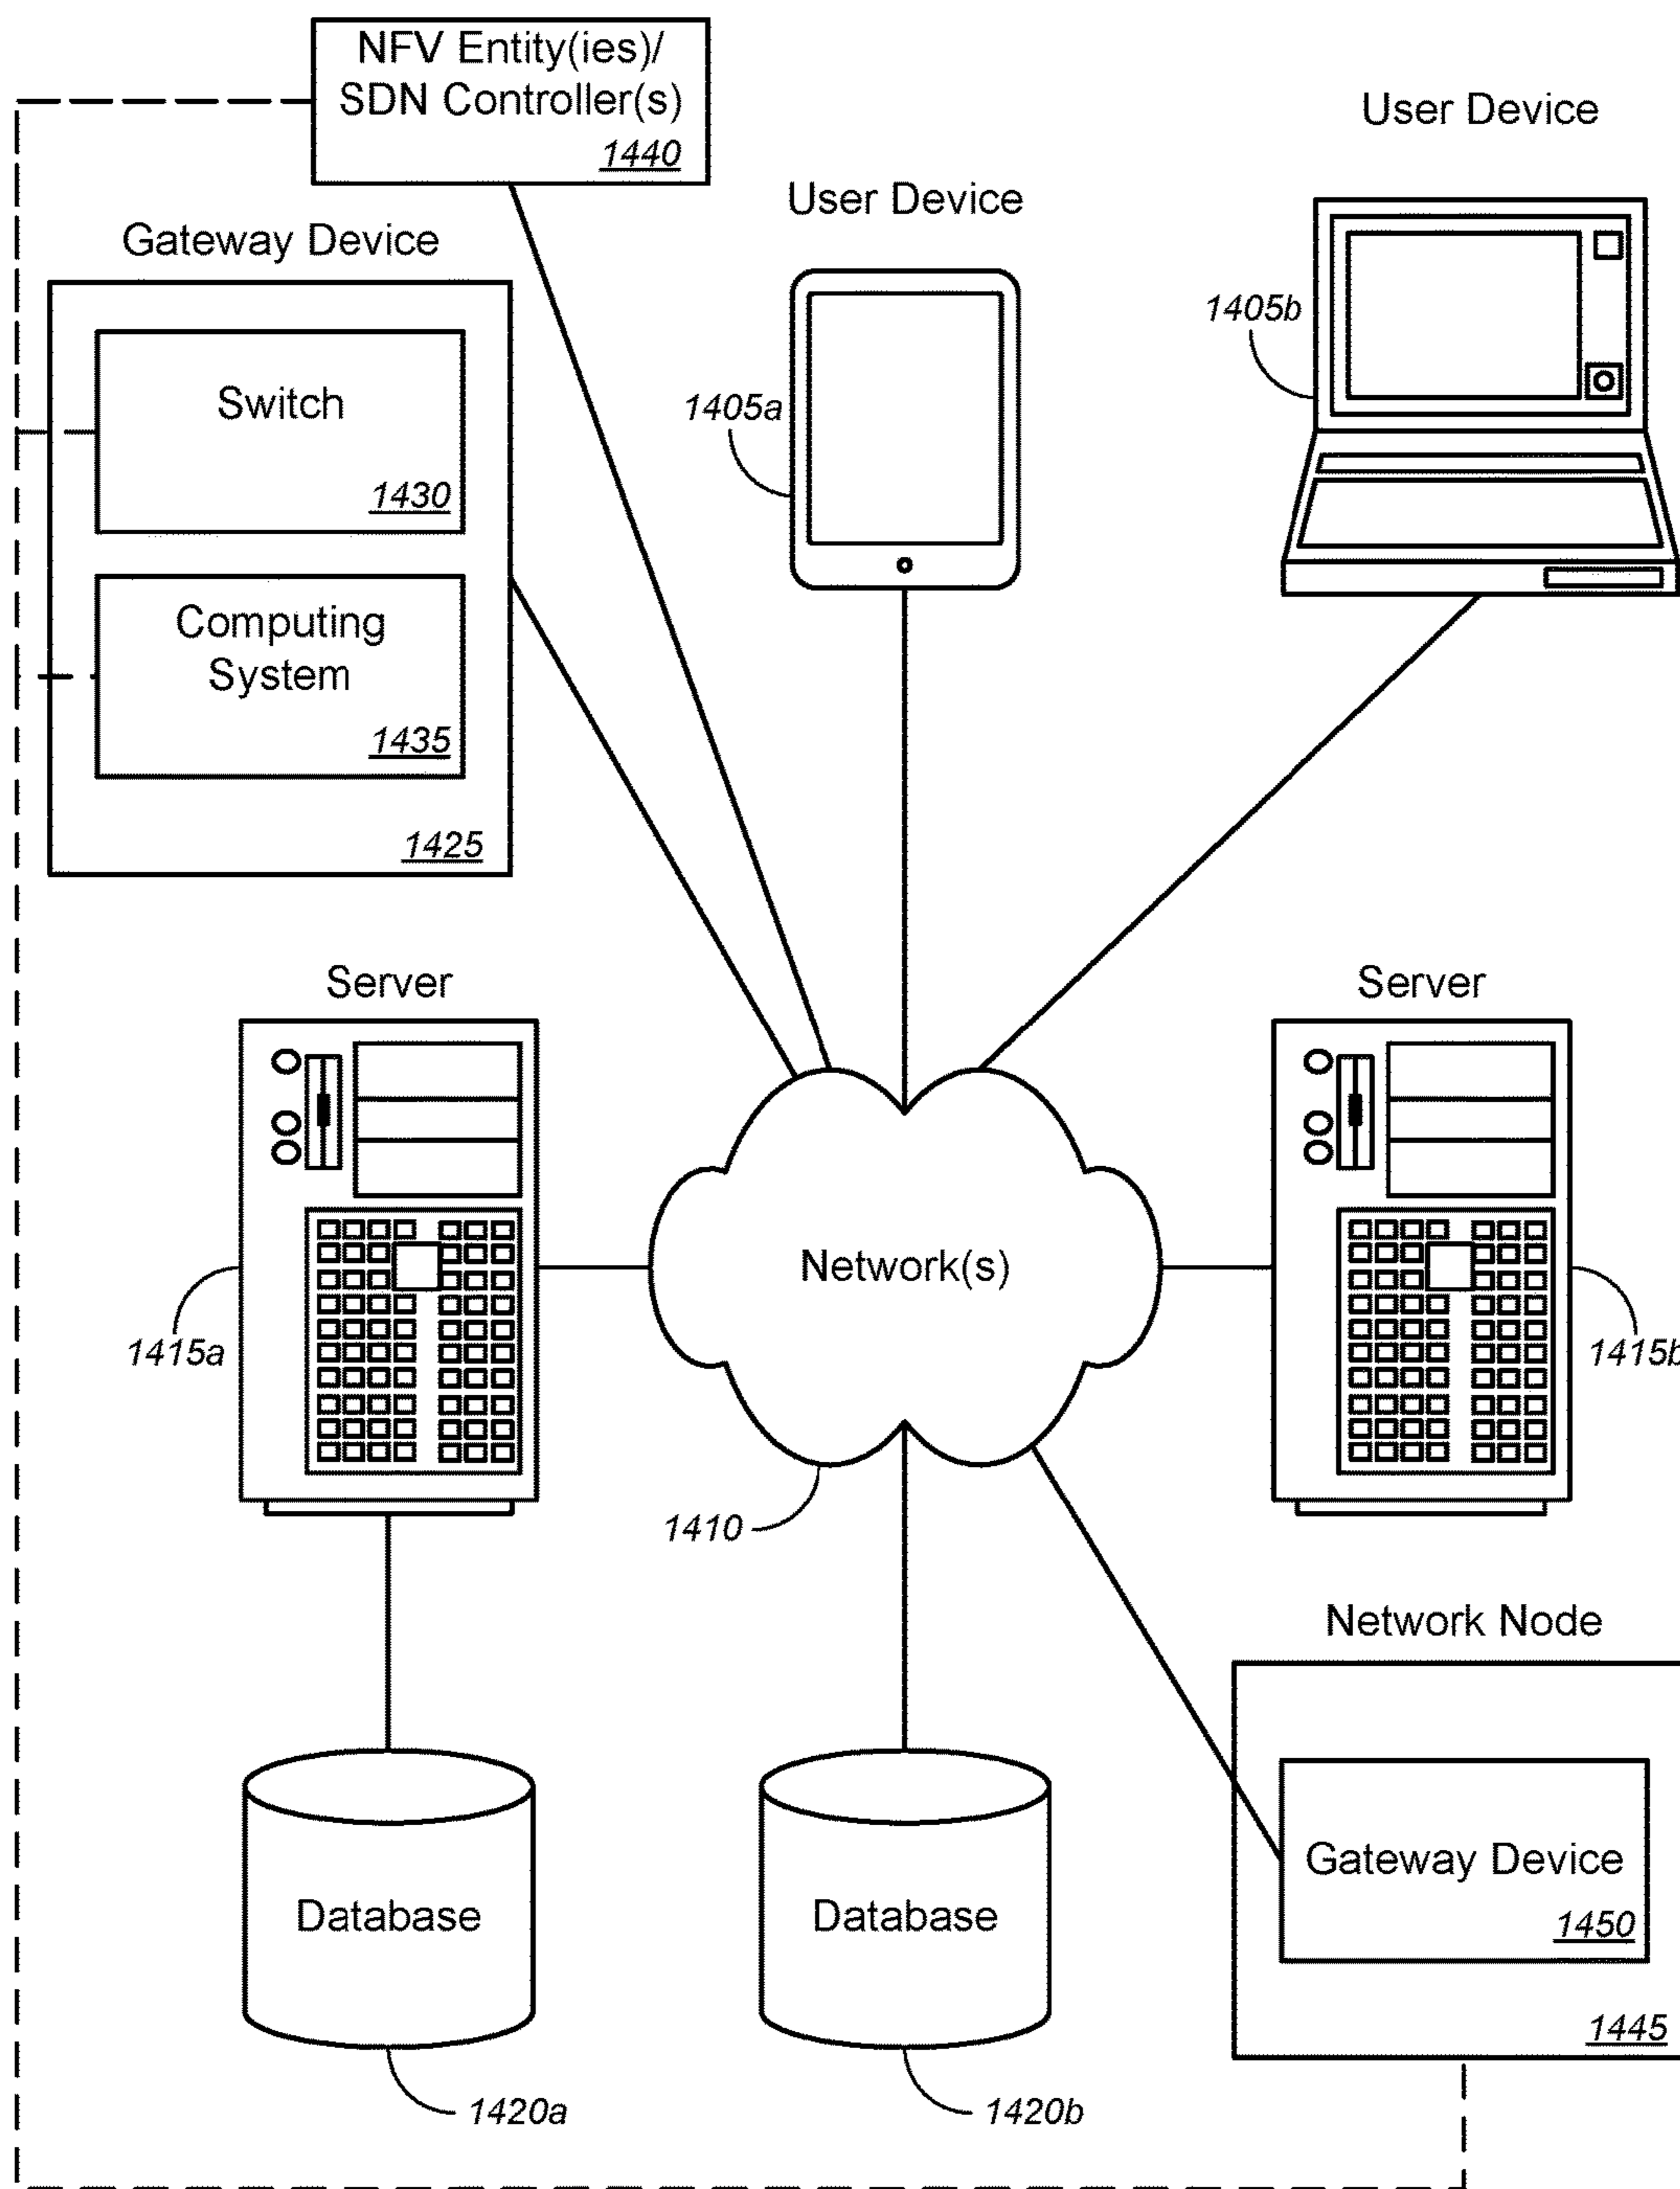 NFV Entity(ies)/
SDN Controller(s)
1440
User Device
User Device
Gateway Device
1405b
Switch
1405a
1430
Computing
System
1435
1425
Server
Server
Network(s)
1415a
1415b
1410
Network Node
Gateway Device
Database
Database
1450
1445
1420a
1420b